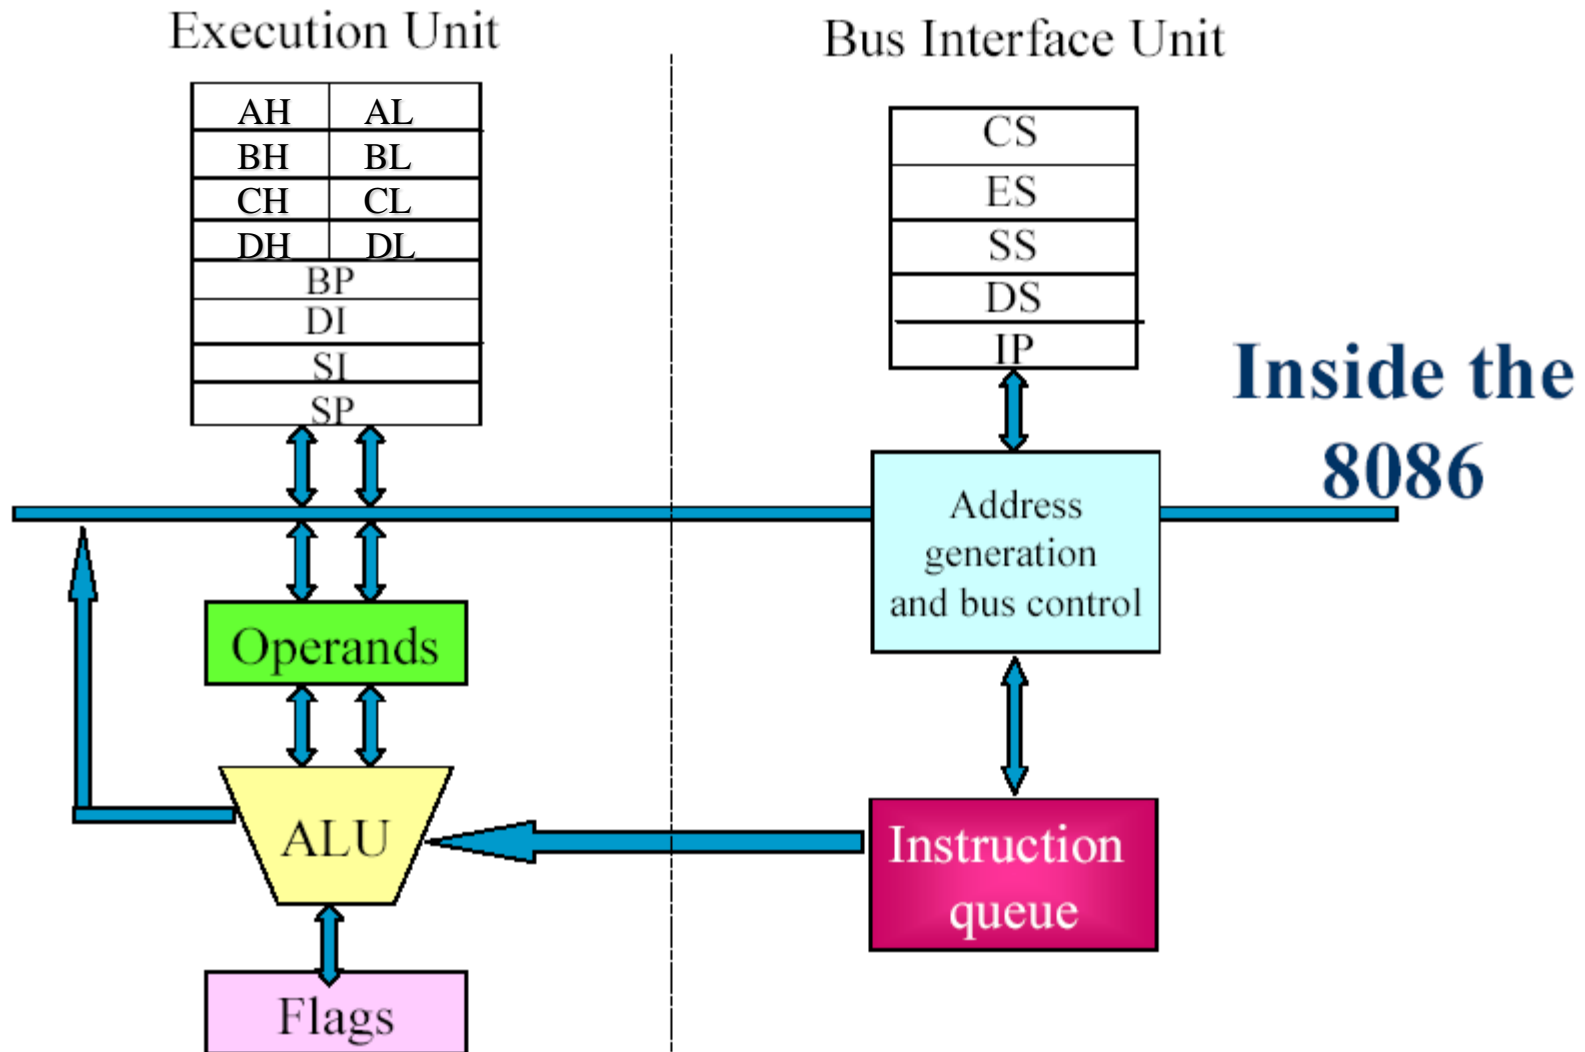 Execution Unit
AH AL
BH BL
CH CL
DH DL
BP
DI
SI
SP
Operands
ALU
Flags
Bus Interface Unit
CS
ES
SS
DS
IP
Address
generation
and bus control
Instruction
queue
Inside the
8086